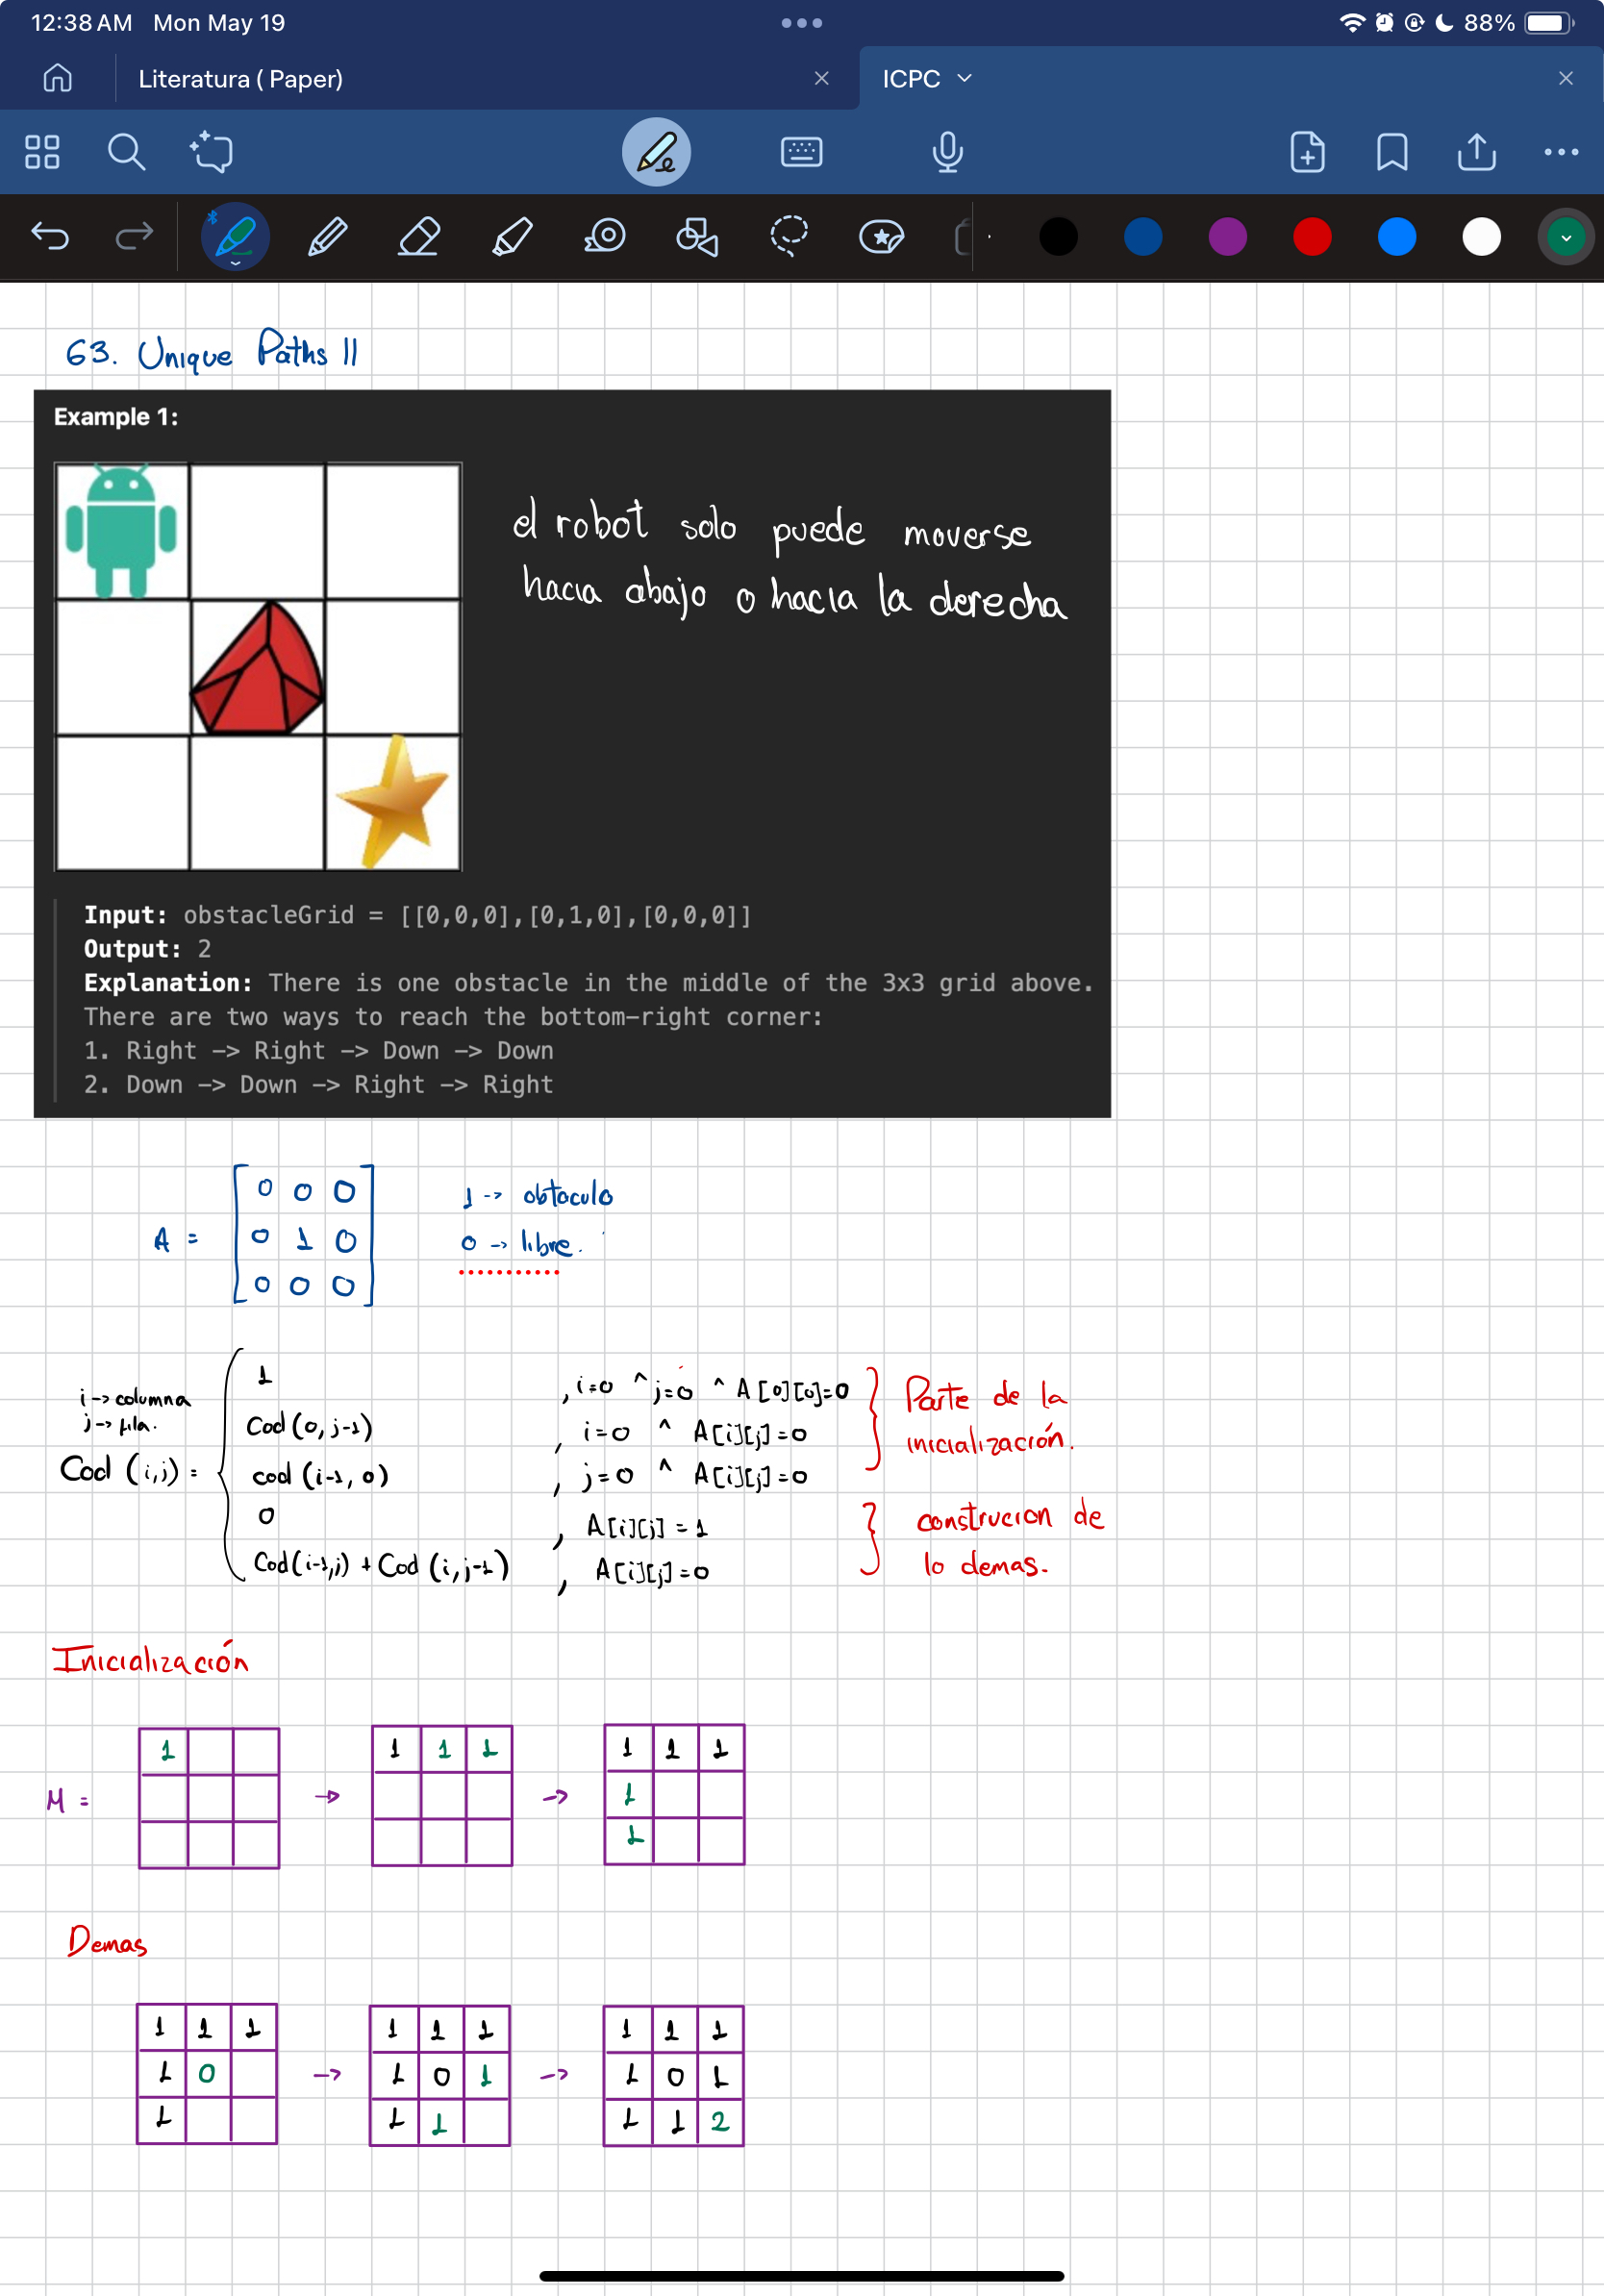 12:38 AM Mon May 19
88%
Literatura ( Paper)
ICPC
63. Unique Paths II
Example 1:
el robot solo puede moverse
hacia abajo o hacia la derecha
Input: obstacleGrid = [[0,0,0],[0,1,0],[0,0,0]]
Output: 2
Explanation: There is one obstacle in the middle of the 3x3 grid above.
There are two ways to reach the bottom-right corner:
1. Right -> Right -> Down -> Down
2. Down -> Down -> Right -> Right
0 0 0
A = 0 1 0
0 0 0
1 -> obtaculo
0 -> libre.
i -> columna
j -> fila.
Cod (i,j) =
1 , i=0 ^ j=0 ^ A[0][0]=0
Cod (0, j-1) , i=0 ^ A[i][j]=0
cod (i-1, 0) , j=0 ^ A[i][j]=0
0 , A[i][j] = 1
Cod(i-1,j) + Cod (i,j-1) , A[i][j]=0
Parte de la
inicialización.
construcion de
lo demas.
Inicialización
M =
1
-> 1 1 1
-> 1 1 1
1
1
Demas
1 1 1
1 0
1
-> 1 1 1
1 0 1
1 1
-> 1 1 1
1 0 1
1 1 2